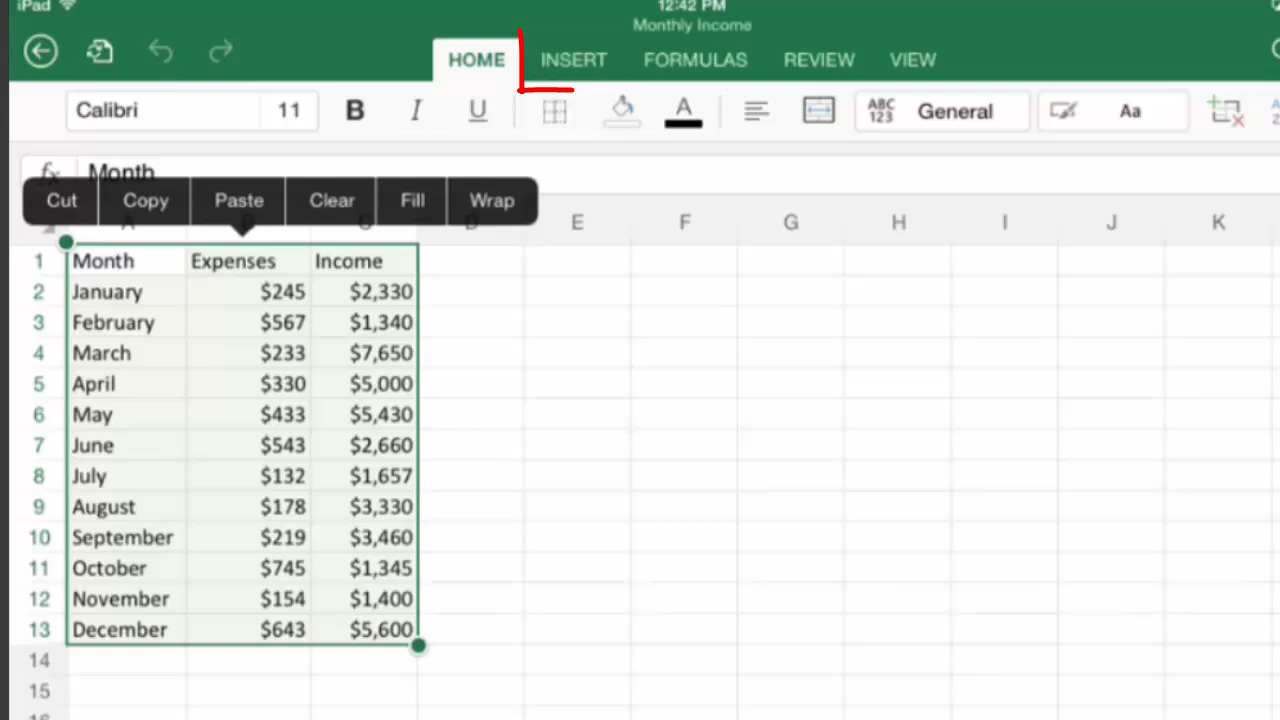 iPad 12:42 PM
Monthly Income
HOME INSERT FORMULAS REVIEW VIEW
Calibri 11 B I U A ABC 123 General Aa
fx Month
Cut Copy Paste Clear Fill Wrap
A B C D E F G H I J K
1 Month Expenses Income
2 January $245 $2,330
3 February $567 $1,340
4 March $233 $7,650
5 April $330 $5,000
6 May $433 $5,430
7 June $543 $2,660
8 July $132 $1,657
9 August $178 $3,330
10 September $219 $3,460
11 October $745 $1,345
12 November $154 $1,400
13 December $643 $5,600
14
15